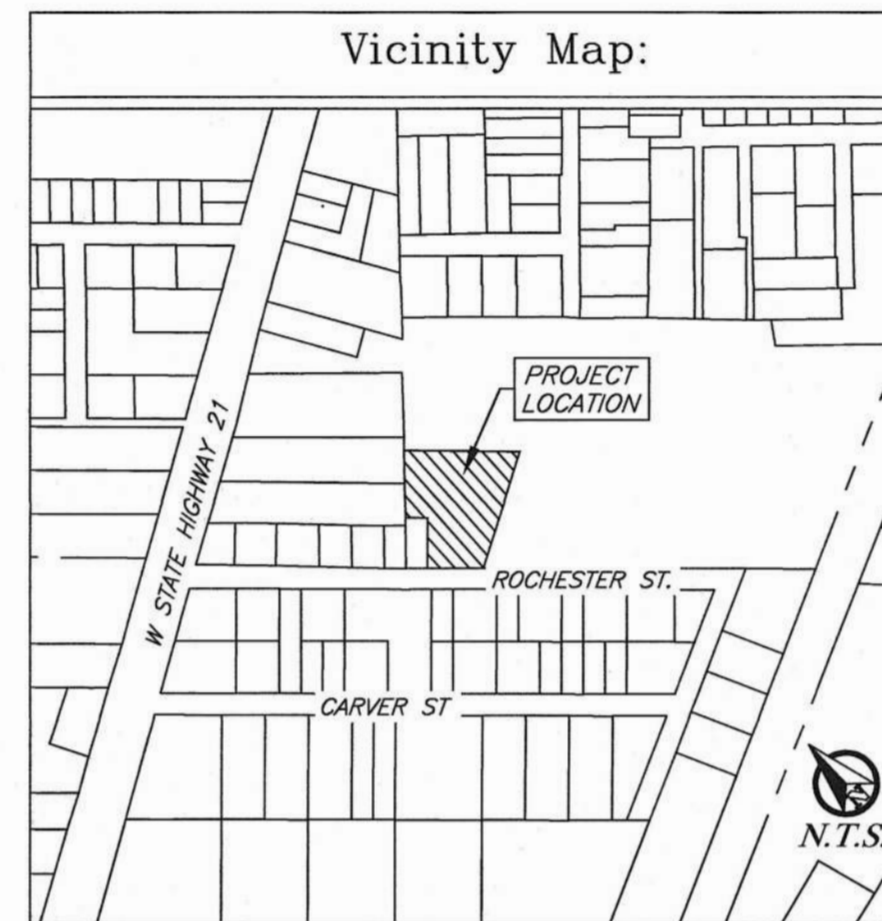 Vicinity Map:
PROJECT
LOCATION
W STATE HIGHWAY 21
ROCHESTER ST.
CARVER ST
N.T.S.